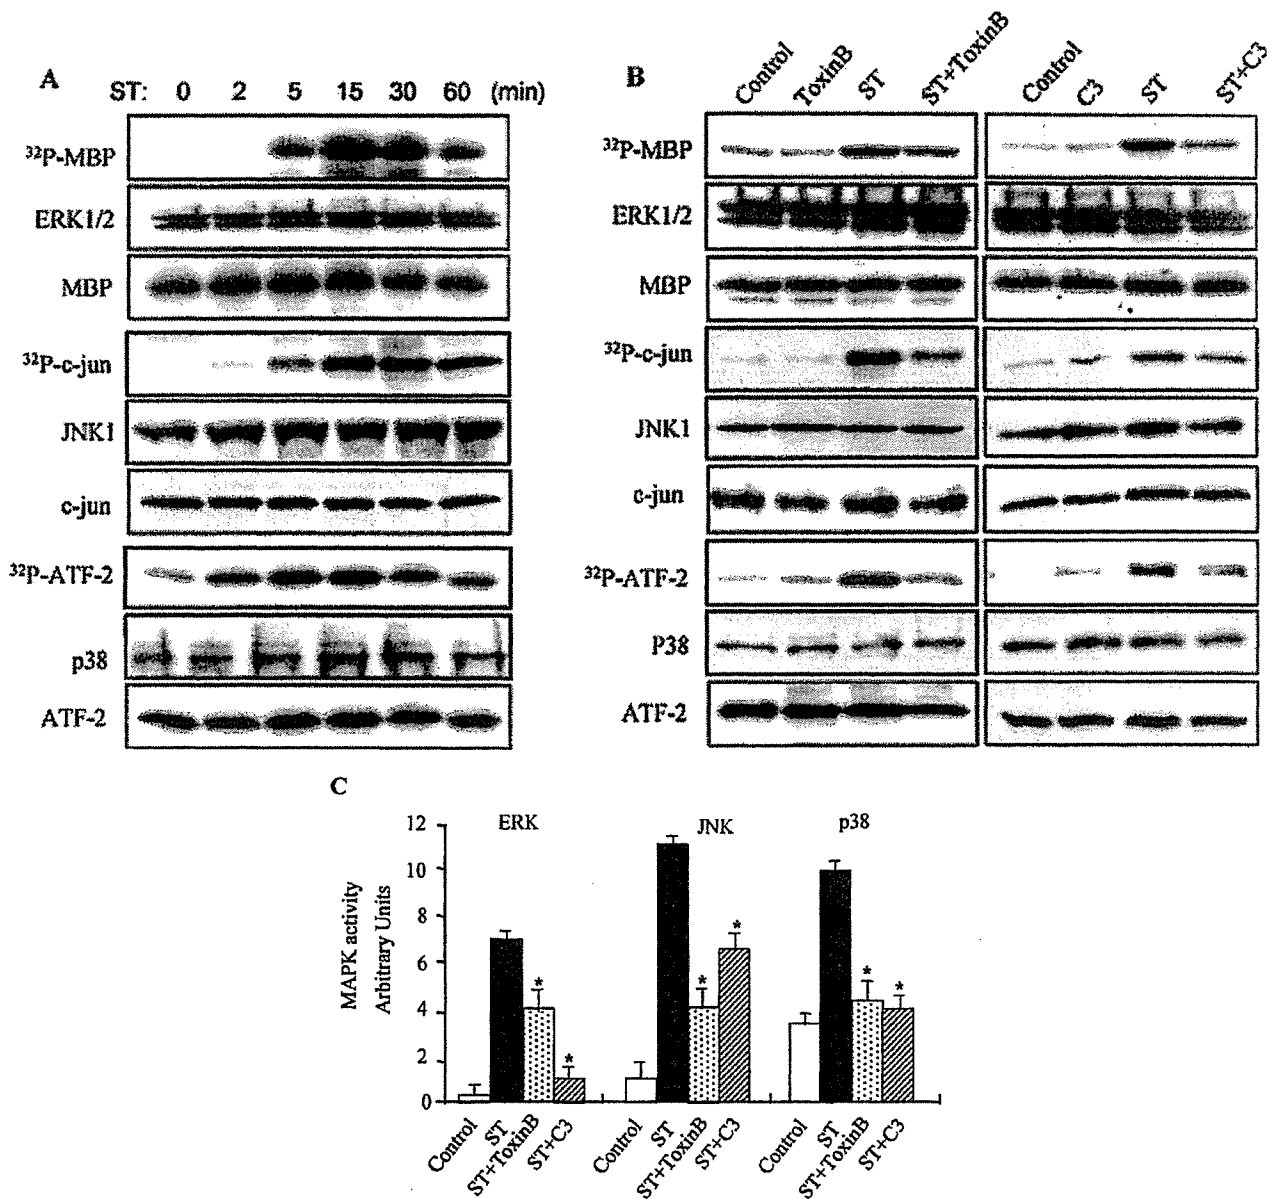 A
ST: 0 2 5 15 30 60 (min)
³²P-MBP
ERK1/2
MBP
³²P-c-jun
JNK1
c-jun
³²P-ATF-2
p38
ATF-2
B
Control ToxinB ST ST+ToxinB Control C3 ST ST+C3
³²P-MBP
ERK1/2
MBP
³²P-c-jun
JNK1
c-jun
³²P-ATF-2
P38
ATF-2
C
ERK JNK p38
MAPK activity
Arbitrary Units
12
10
8
6
4
2
0
* * * * * *
Control ST ST+ToxinB ST+C3 Control ST ST+ToxinB ST+C3 Control ST ST+ToxinB ST+C3